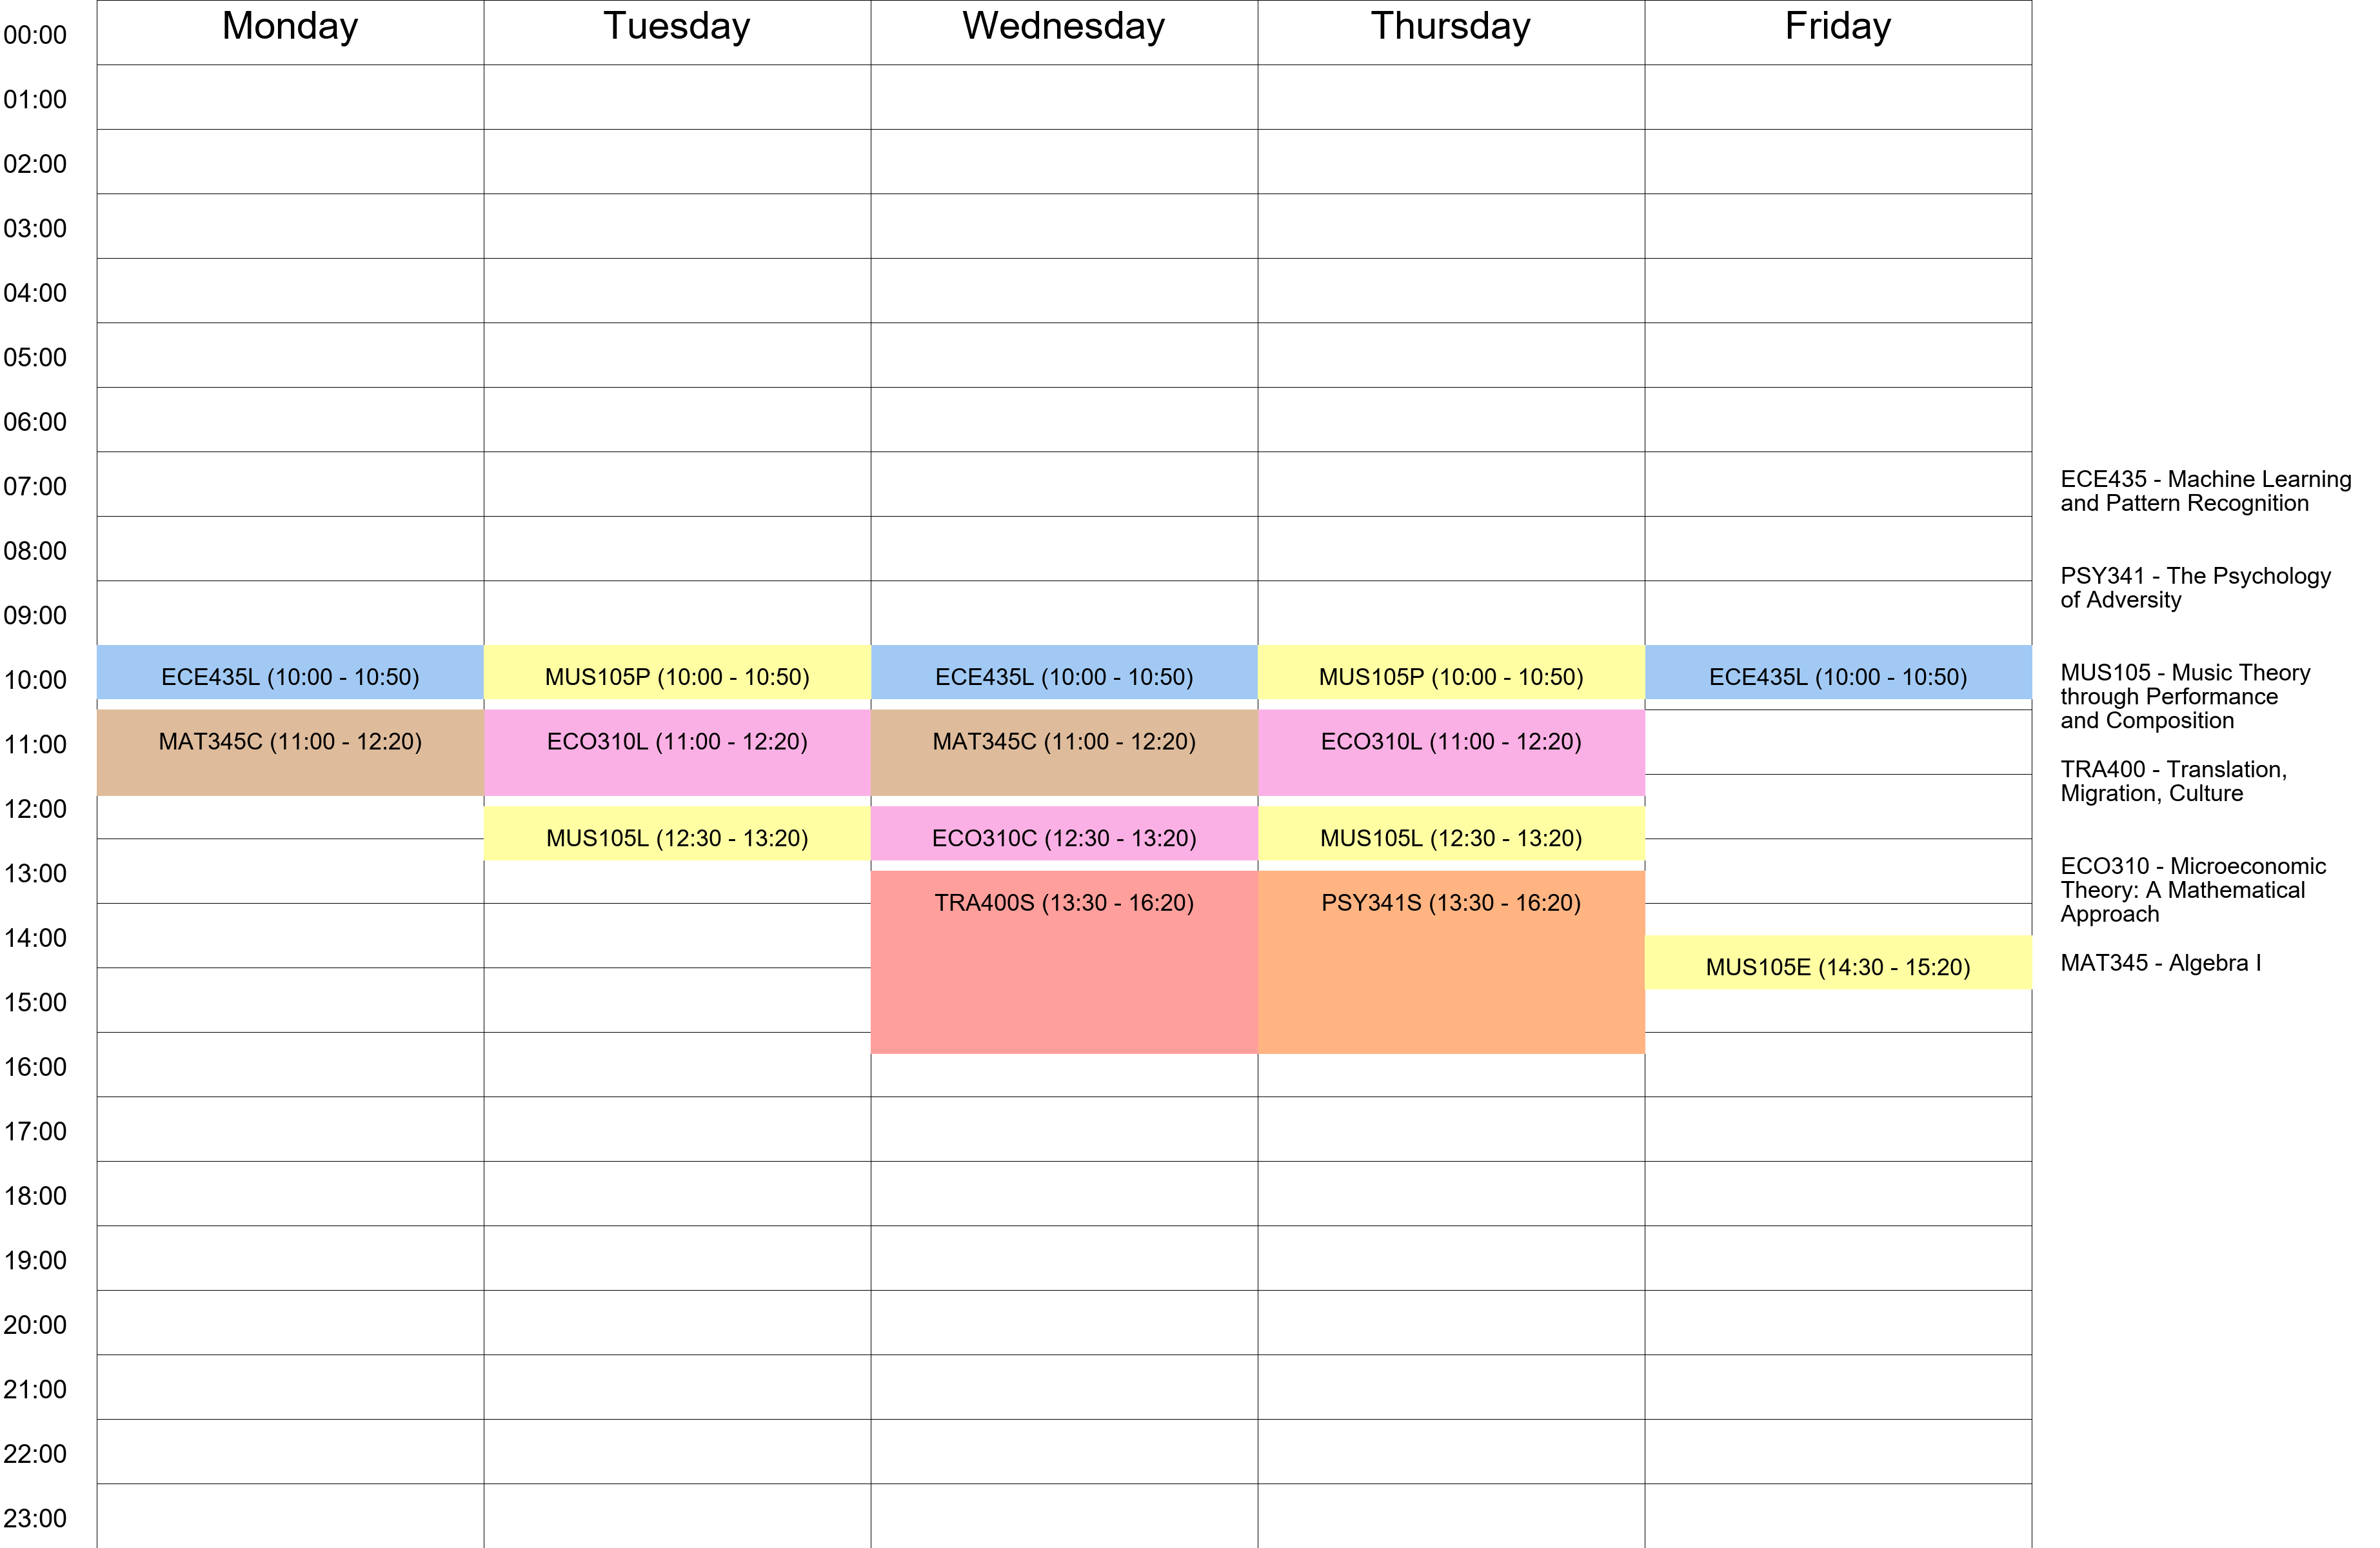 Monday Tuesday Wednesday Thursday Friday
00:00
01:00
02:00
03:00
04:00
05:00
06:00
07:00
08:00
09:00
10:00
11:00
12:00
13:00
14:00
15:00
16:00
17:00
18:00
19:00
20:00
21:00
22:00
23:00
ECE435L (10:00 - 10:50)
MAT345C (11:00 - 12:20)
MUS105P (10:00 - 10:50)
ECO310L (11:00 - 12:20)
MUS105L (12:30 - 13:20)
ECE435L (10:00 - 10:50)
MAT345C (11:00 - 12:20)
ECO310C (12:30 - 13:20)
TRA400S (13:30 - 16:20)
MUS105P (10:00 - 10:50)
ECO310L (11:00 - 12:20)
MUS105L (12:30 - 13:20)
PSY341S (13:30 - 16:20)
ECE435L (10:00 - 10:50)
MUS105E (14:30 - 15:20)
ECE435 - Machine Learning
and Pattern Recognition
PSY341 - The Psychology
of Adversity
MUS105 - Music Theory
through Performance
and Composition
TRA400 - Translation,
Migration, Culture
ECO310 - Microeconomic
Theory: A Mathematical
Approach
MAT345 - Algebra I